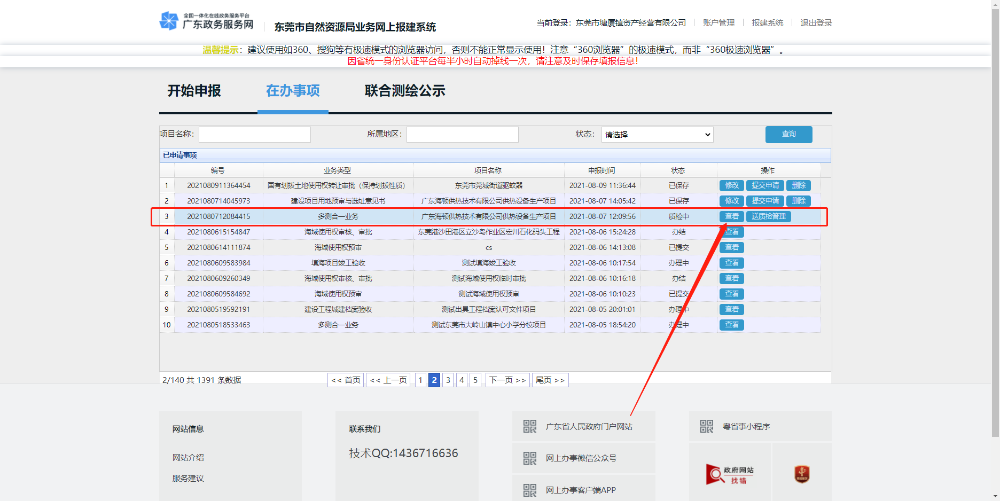 全国一体化在线政务服务平台
广东政务服务网
东莞市自然资源局业务网上报建系统
当前登录：东莞市塘厦镇资产经营有限公司 账户管理 报建系统 退出登录
温馨提示：建议使用如360、搜狗等有极速模式的浏览器访问，否则不能正常显示使用！注意“360浏览器”的极速模式，而非“360极速浏览器”。
因省统一身份认证平台每半小时自动掉线一次，请注意及时保存填报信息！
开始申报 在办事项 联合测绘公示
项目名称： 所属地区： 状态： 请选择 查询
已申请事项
编号 业务类型 项目名称 申报时间 状态 操作
1 2021080911364454 国有划拨土地使用权转让审批（保持划拨性质） 东莞市莞城街道驱蚊器 2021-08-09 11:36:44 已保存 修改 提交申请 删除
2 2021080714045973 建设项目用地预审与选址意见书 广东海顿供热技术有限公司供热设备生产项目 2021-08-07 14:05:42 已保存 修改 提交申请 删除
3 2021080712084415 多测合一业务 广东海顿供热技术有限公司供热设备生产项目 2021-08-07 12:09:56 质检中 查看 送质检管理
4 2021080615154847 海域使用权审核、审批 东莞港沙田港区立沙岛作业区宏川石化码头工程 2021-08-06 15:24:28 办结 查看
5 2021080614111874 海域使用权预审 cs 2021-08-06 14:13:08 已提交 查看
6 2021080609583984 填海项目竣工验收 测试填海竣工验收 2021-08-06 10:17:54 办理中 查看
7 2021080609260349 海域使用权审核、审批 测试海域使用权临时审批 2021-08-06 10:16:18 办结 查看
8 2021080609584692 海域使用权预审 测试海域使用权预审 2021-08-06 10:10:23 已提交 查看
9 2021080519592191 建设工程城建档案验收 测试出具工程档案认可文件项目 2021-08-05 20:01:01 办理中 查看
10 2021080518533463 多测合一业务 测试东莞市大岭山镇中心小学分校项目 2021-08-05 18:54:20 办理中 查看
2/140 共 1391 条数据 << 首页 << 上一页 1 2 3 4 5 下一页 >> 尾页 >>
网站信息
网站介绍
服务建议
联系我们
技术QQ:1436716636
广东省人民政府门户网站
网上办事微信公众号
网上办事客户端APP
粤省事小程序
政府网站
找错